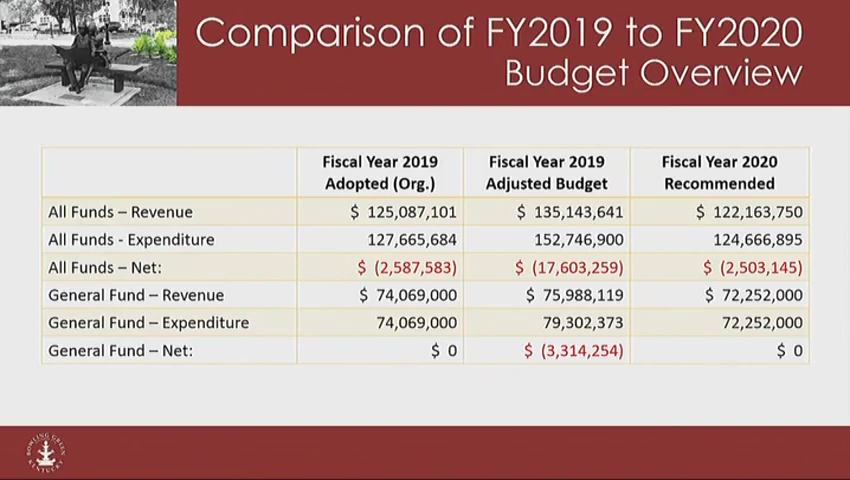 Comparison of FY2019 to FY2020
Budget Overview
Fiscal Year 2019 Adopted (Org.) Fiscal Year 2019 Adjusted Budget Fiscal Year 2020 Recommended
All Funds – Revenue $ 125,087,101 $ 135,143,641 $ 122,163,750
All Funds - Expenditure 127,665,684 152,746,900 124,666,895
All Funds – Net: $ (2,587,583) $ (17,603,259) $ (2,503,145)
General Fund – Revenue $ 74,069,000 $ 75,988,119 $ 72,252,000
General Fund – Expenditure 74,069,000 79,302,373 72,252,000
General Fund – Net: $ 0 $ (3,314,254) $ 0
BOWLING GREEN
KENTUCKY